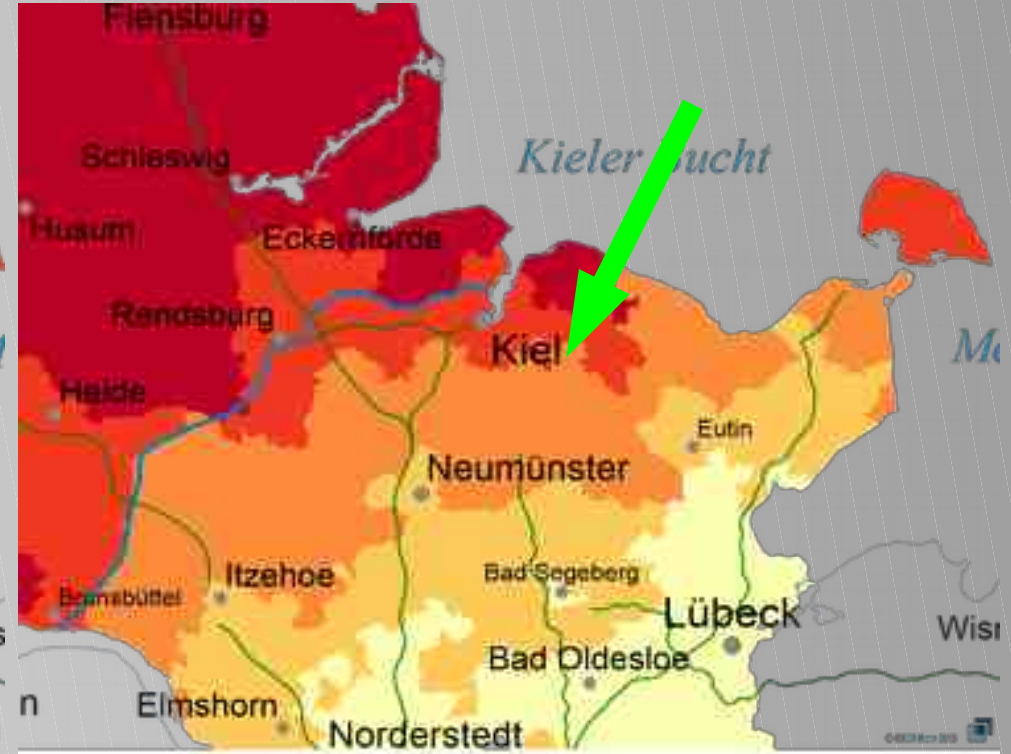 Flensburg
Schleswig
Kieler Bucht
Husum
Eckernförde
Rendsburg
Kiel
Heide
Eutin
Neumünster
Itzehoe
Bad Segeberg
Brunsbüttel
Lübeck
Bad Oldesloe
Elmshorn
Norderstedt